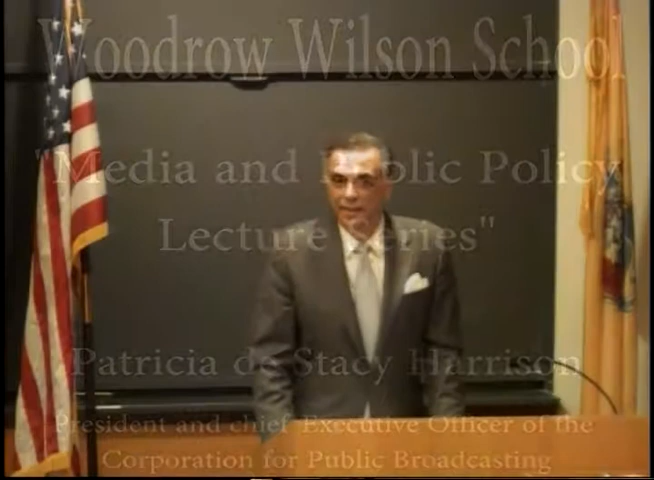 Woodrow Wilson School
"Media and Public Policy
Lecture Series"
Patricia de Stacy Harrison
President and chief Executive Officer of the
Corporation for Public Broadcasting